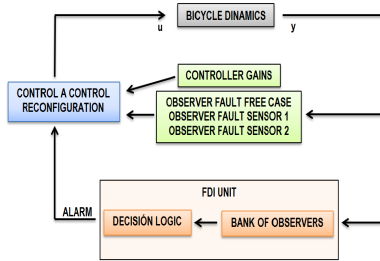 BICYCLE DINAMICS
u
y
CONTROLLER GAINS
CONTROL A CONTROL
RECONFIGURATION
OBSERVER FAULT FREE CASE
OBSERVER FAULT SENSOR 1
OBSERVER FAULT SENSOR 2
FDI UNIT
ALARM
DECISIÓN LOGIC
BANK OF OBSERVERS